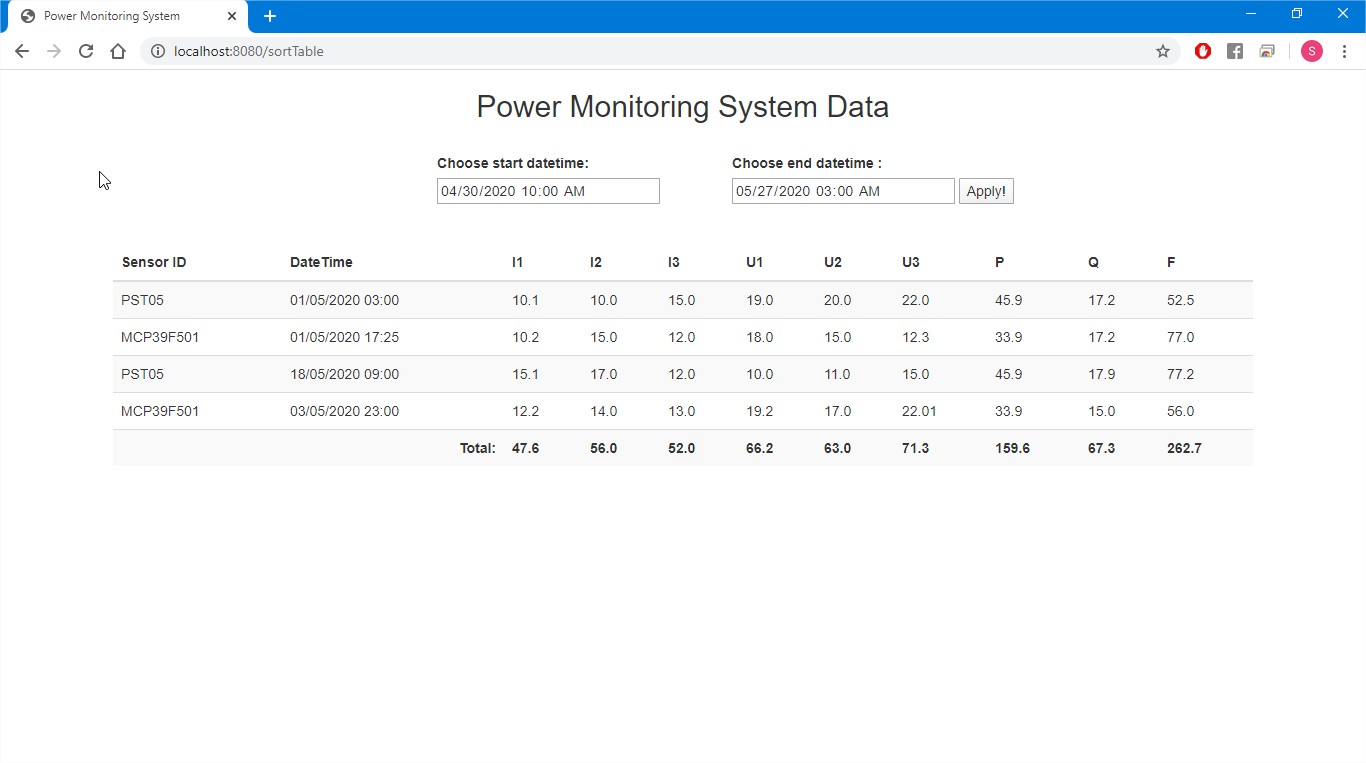 Power Monitoring System
localhost:8080/sortTable
S
Power Monitoring System Data
Choose start datetime: Choose end datetime :
04/30/2020 10:00 AM 05/27/2020 03:00 AM Apply!
Sensor ID DateTime I1 I2 I3 U1 U2 U3 P Q F
PST05 01/05/2020 03:00 10.1 10.0 15.0 19.0 20.0 22.0 45.9 17.2 52.5
MCP39F501 01/05/2020 17:25 10.2 15.0 12.0 18.0 15.0 12.3 33.9 17.2 77.0
PST05 18/05/2020 09:00 15.1 17.0 12.0 10.0 11.0 15.0 45.9 17.9 77.2
MCP39F501 03/05/2020 23:00 12.2 14.0 13.0 19.2 17.0 22.01 33.9 15.0 56.0
Total: 47.6 56.0 52.0 66.2 63.0 71.3 159.6 67.3 262.7